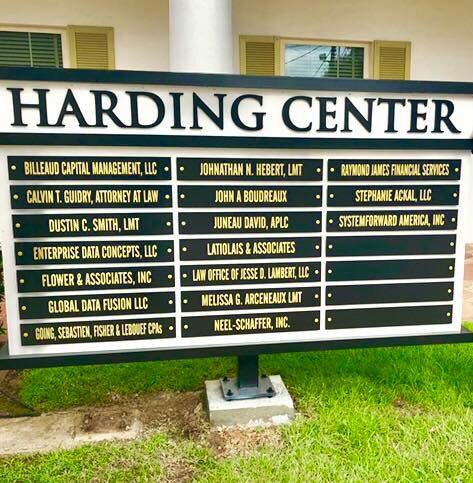 HARDING CENTER
BILLEAUD CAPITAL MANAGEMENT, LLC
CALVIN T. GUIDRY, ATTORNEY AT LAW
DUSTIN C. SMITH, LMT
ENTERPRISE DATA CONCEPTS, LLC
FLOWER & ASSOCIATES, INC
GLOBAL DATA FUSION LLC
GOING, SEBASTIEN, FISHER & LEBOUEF CPAs
JOHNATHAN N. HEBERT, LMT
JOHN A BOUDREAUX
JUNEAU DAVID, APLC
LATIOLAIS & ASSOCIATES
LAW OFFICE OF JESSE D. LAMBERT, LLC
MELISSA G. ARCENEAUX LMT
NEEL-SCHAFFER, INC.
RAYMOND JAMES FINANCIAL SERVICES
STEPHANIE ACKAL, LLC
SYSTEMFORWARD AMERICA, INC